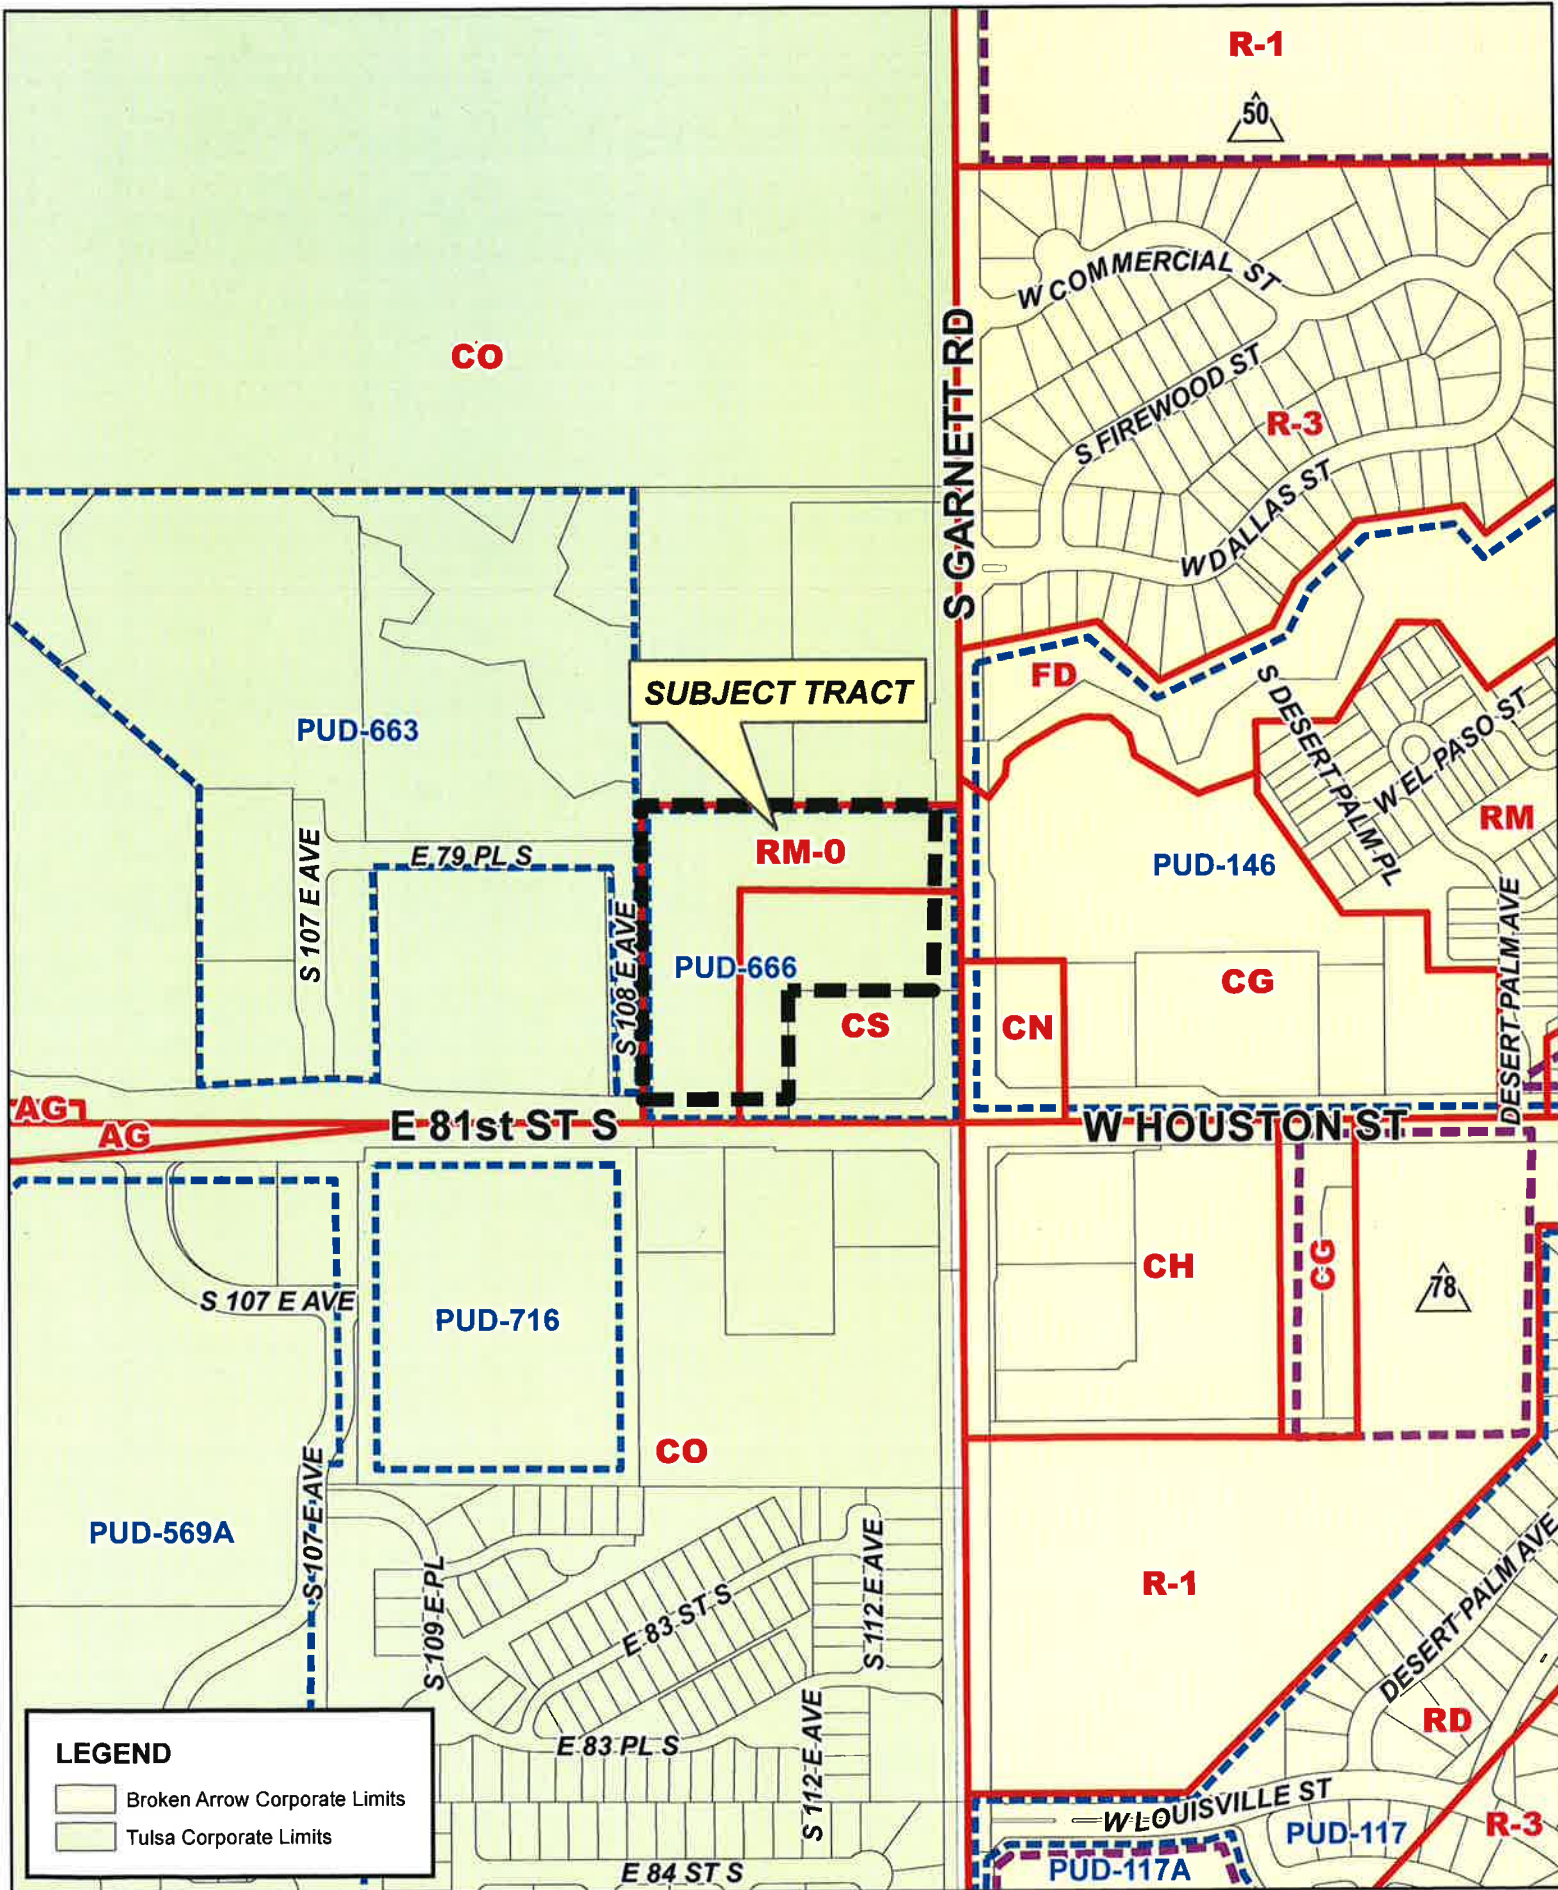 R-1
50
W COMMERCIAL ST
CO
S GARNETT RD
S FIREWOOD ST
R-3
W DALLAS ST
FD
SUBJECT TRACT
S DESERT PALM PL
W EL PASO ST
PUD-663
RM
RM-0
E 79 PL S
PUD-146
S 107 E AVE
S 108 E AVE
PUD-666
CG
DESERT PALM AVE
CS
CN
AG
AG
E 81st ST S
W HOUSTON ST
CH
CG
78
S 107 E AVE
PUD-716
CO
S 107 E AVE
PUD-569A
S 109 E PL
E 83 ST S
S 112 E AVE
R-1
DESERT PALM AVE
RD
E 83 PL S
S 112 E AVE
LEGEND
Broken Arrow Corporate Limits
Tulsa Corporate Limits
W LOUISVILLE ST
PUD-117
R-3
PUD-117A
E 84 ST S